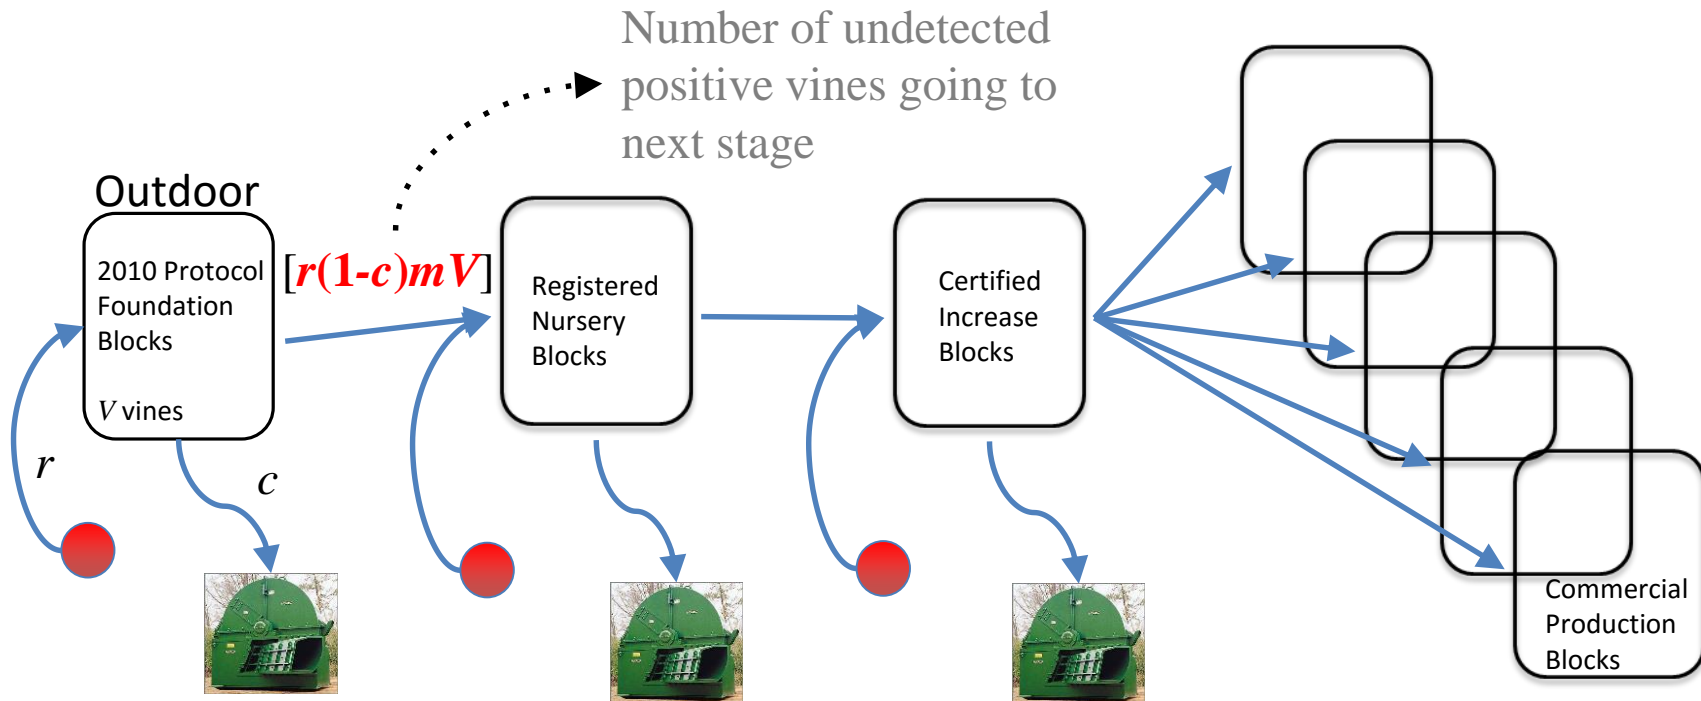 Number of undetected
positive vines going to
next stage
Outdoor
2010 Protocol
Foundation
Blocks
V vines
[r(1-c)mV]
Registered
Nursery
Blocks
Certified
Increase
Blocks
r
c
Commercial
Production
Blocks